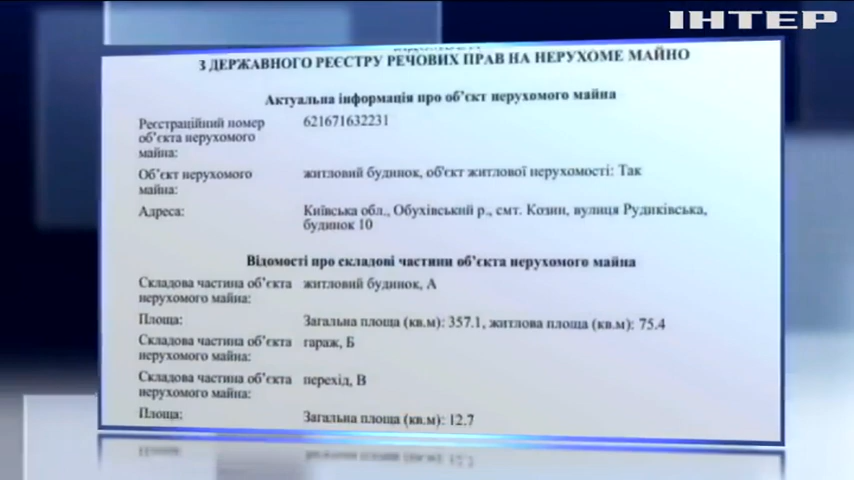 ІНТЕР
З ДЕРЖАВНОГО РЕЄСТРУ РЕЧОВИХ ПРАВ НА НЕРУХОМЕ МАЙНО
Актуальна інформація про об'єкт нерухомого майна
Реєстраційний номер 621671632231
об'єкта нерухомого
майна:
Об'єкт нерухомого житловий будинок, об'єкт житлової нерухомості: Так
майна:
Адреса: Київська обл., Обухівський р., смт. Козин, вулиця Рудиківська,
будинок 10
Відомості про складові частини об'єкта нерухомого майна
Складова частина об'єкта житловий будинок, А
нерухомого майна:
Площа: Загальна площа (кв.м): 357.1, житлова площа (кв.м): 75.4
Складова частина об'єкта гараж, Б
нерухомого майна:
Складова частина об'єкта перехід, В
нерухомого майна:
Площа: Загальна площа (кв.м): 12.7